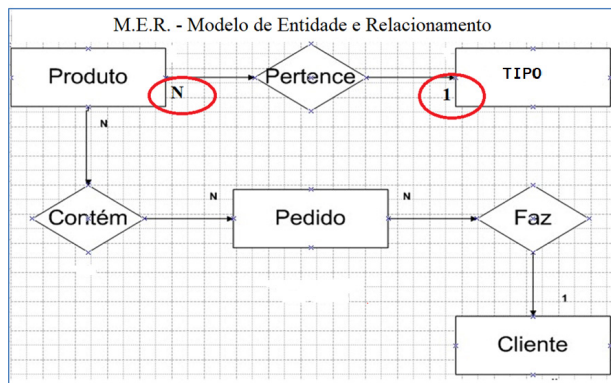 M.E.R. - Modelo de Entidade e Relacionamento
Produto
N
Pertence
1
TIPO
N
Contém
N
Pedido
N
Faz
1
Cliente